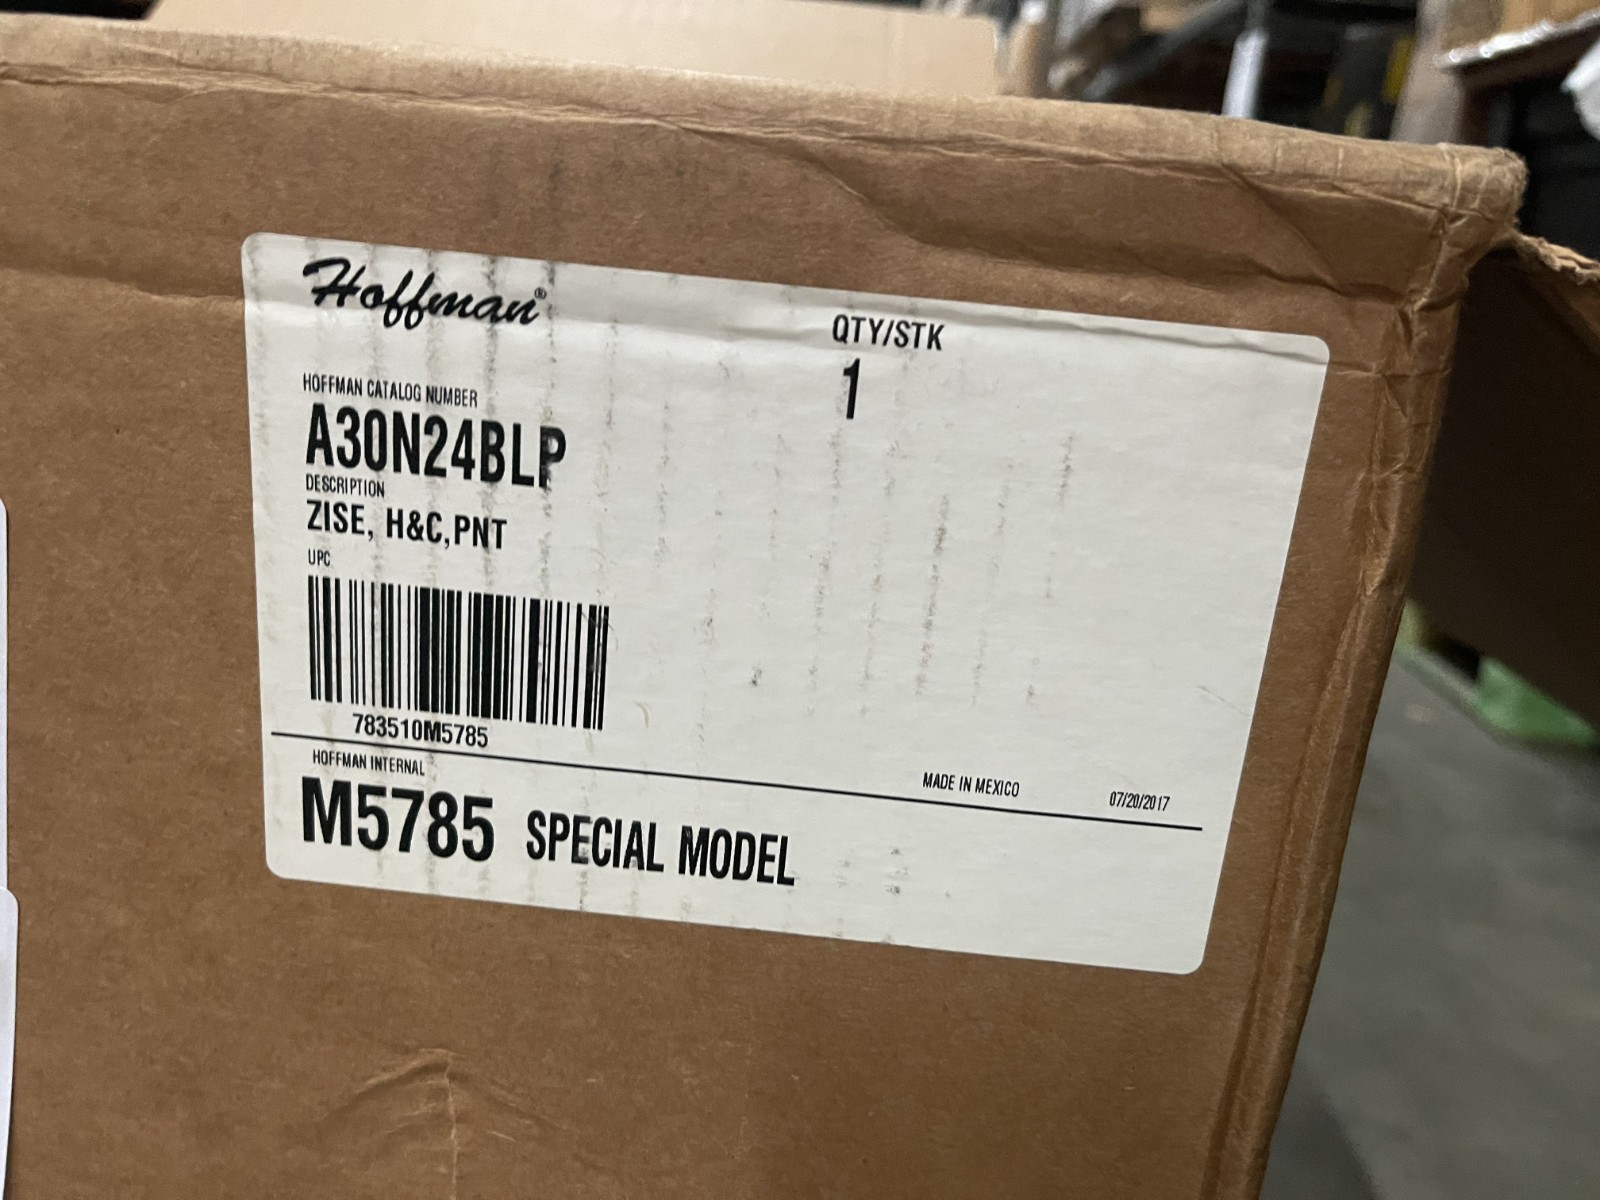 Hoffman®
QTY/STK
1
HOFFMAN CATALOG NUMBER
A30N24BLP
DESCRIPTION
ZISE, H&C,PNT
UPC
783510M5785
HOFFMAN INTERNAL
MADE IN MEXICO
07/20/2017
M5785 SPECIAL MODEL